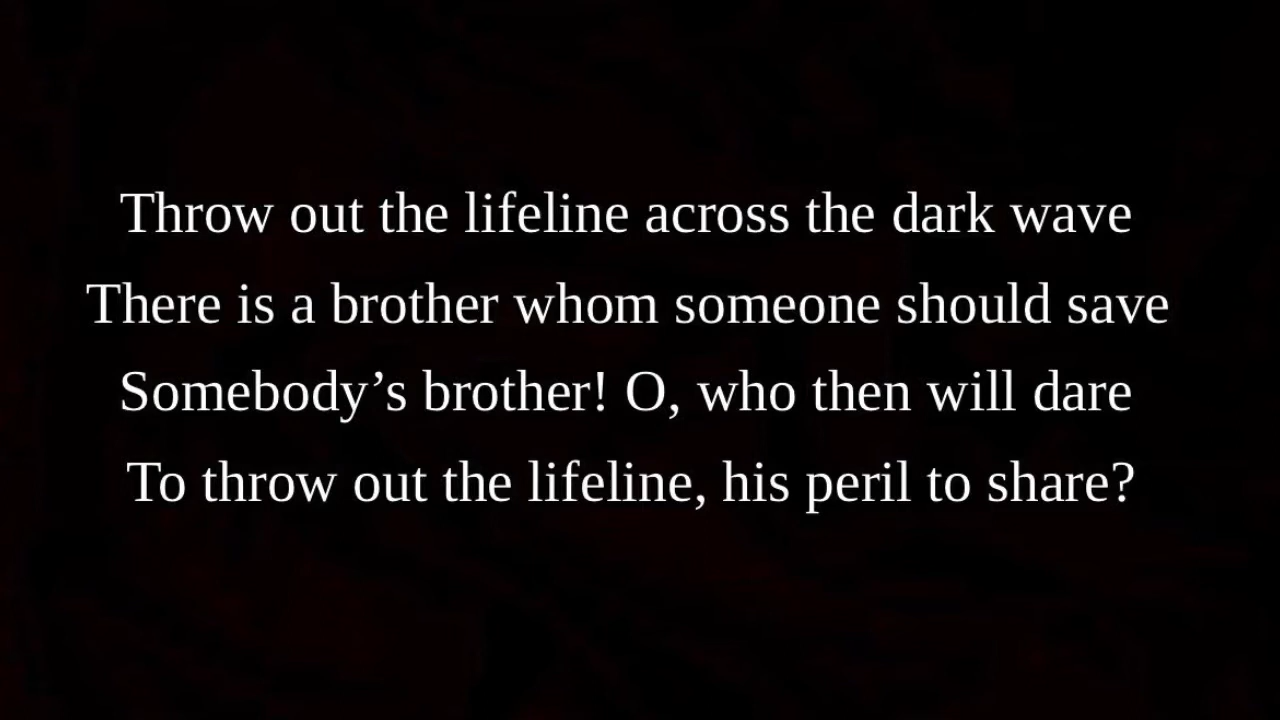 Throw out the lifeline across the dark wave
There is a brother whom someone should save
Somebody’s brother! O, who then will dare
To throw out the lifeline, his peril to share?